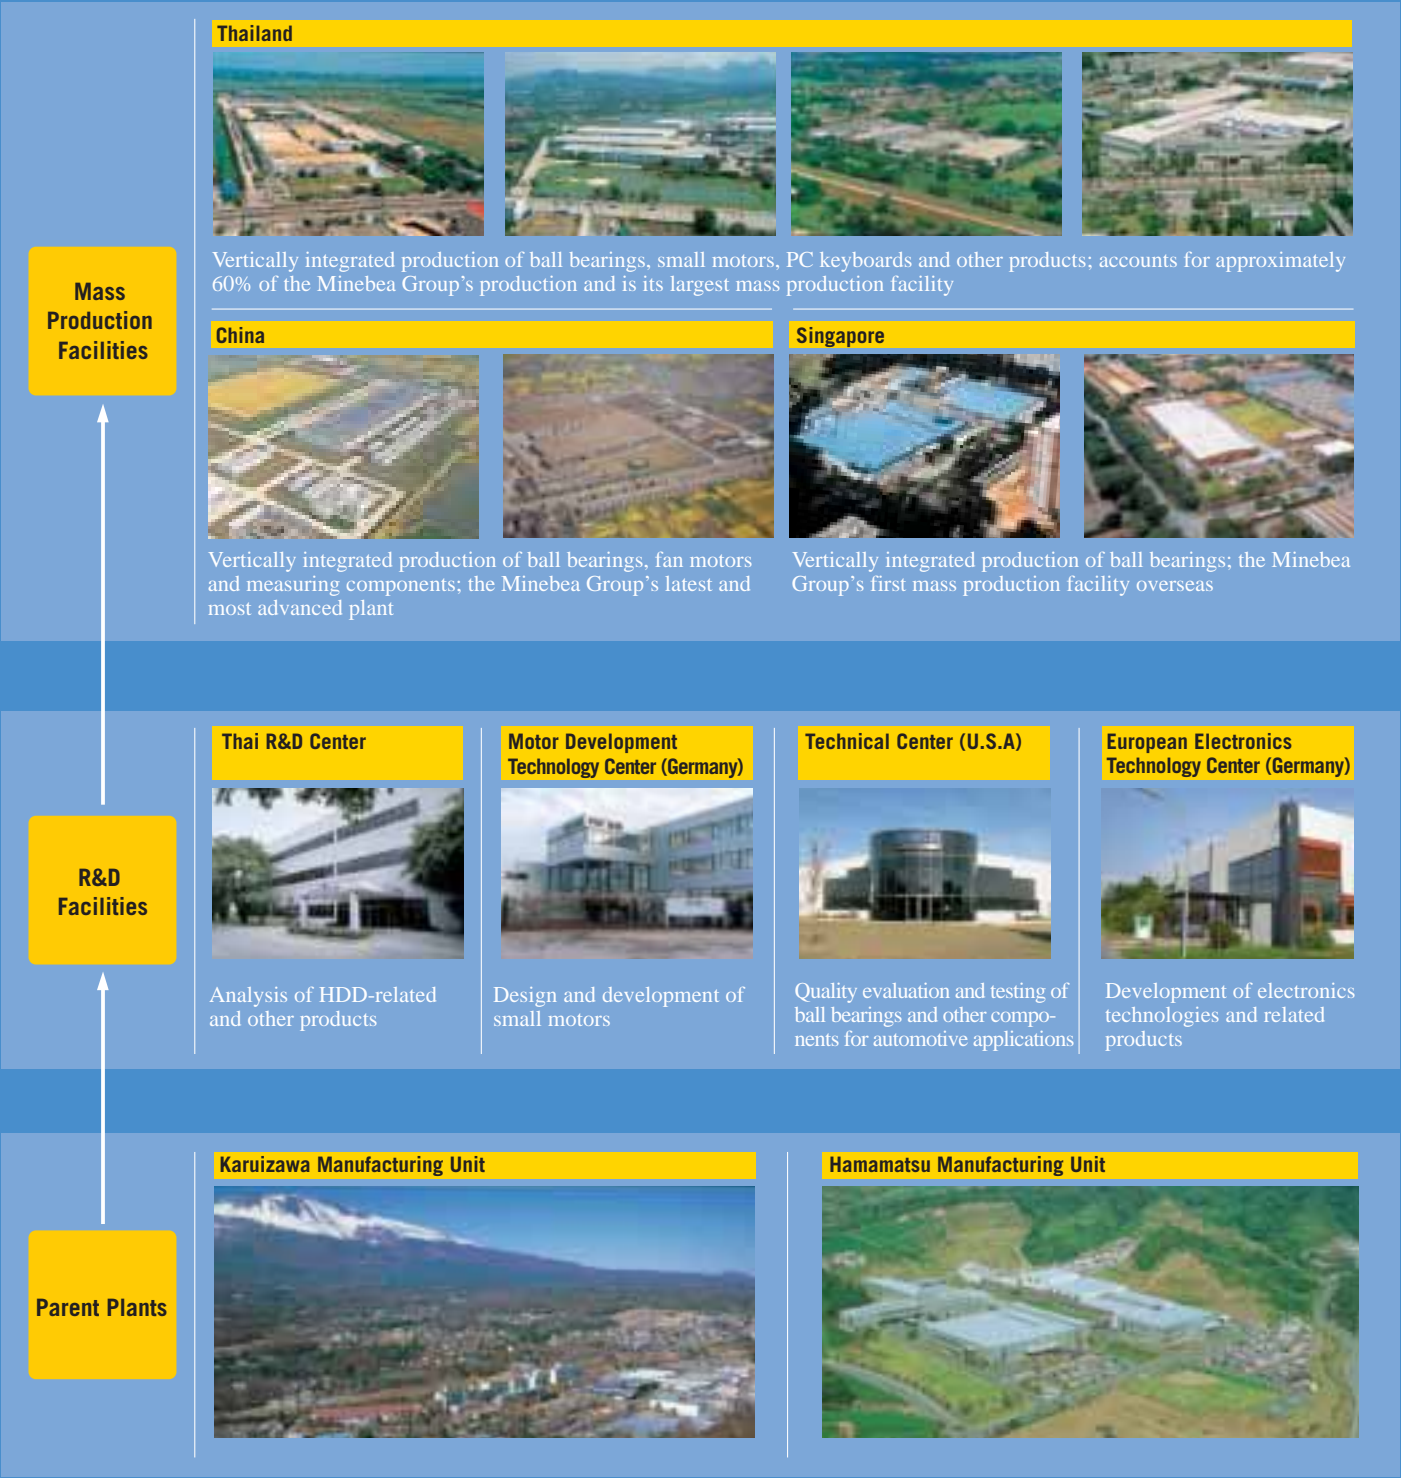 Thailand
Vertically integrated production of ball bearings, small motors, PC keyboards and other products; accounts for approximately
60% of the Minebea Group's production and is its largest mass production facility
Mass
Production
Facilities
China
Vertically integrated production of ball bearings, fan motors
and measuring components; the Minebea Group's latest and
most advanced plant
Singapore
Vertically integrated production of ball bearings; the Minebea
Group's first mass production facility overseas
R&D
Facilities
Thai R&D Center
Analysis of HDD-related
and other products
Motor Development
Technology Center (Germany)
Design and development of
small motors
Technical Center (U.S.A)
Quality evaluation and testing of
ball bearings and other compo-
nents for automotive applications
European Electronics
Technology Center (Germany)
Development of electronics
technologies and related
products
Parent Plants
Karuizawa Manufacturing Unit
Hamamatsu Manufacturing Unit